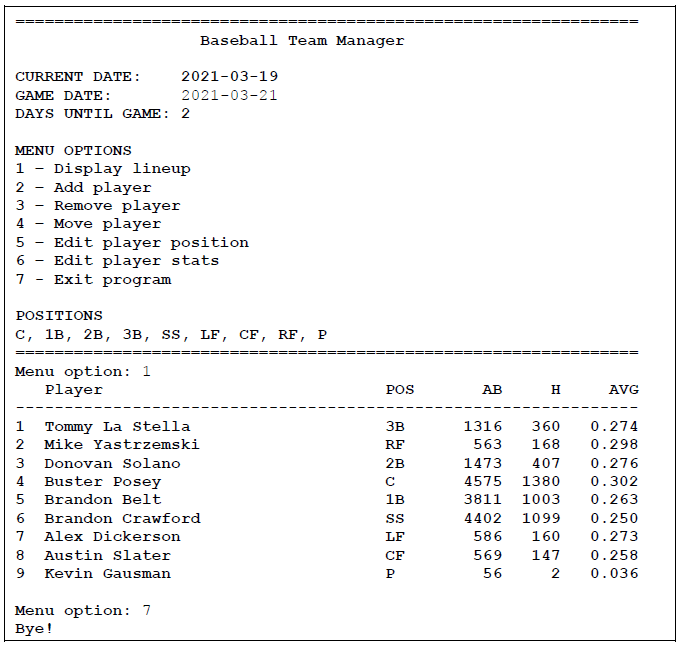 ================================================================
Baseball Team Manager
CURRENT DATE:    2021-03-19
GAME DATE:       2021-03-21
DAYS UNTIL GAME: 2
MENU OPTIONS
1 – Display lineup
2 – Add player
3 – Remove player
4 – Move player
5 – Edit player position
6 – Edit player stats
7 - Exit program
POSITIONS
C, 1B, 2B, 3B, SS, LF, CF, RF, P
================================================================
Menu option: 1
   Player                             POS       AB     H     AVG
----------------------------------------------------------------
1  Tommy La Stella                    3B      1316   360   0.274
2  Mike Yastrzemski                   RF       563   168   0.298
3  Donovan Solano                     2B      1473   407   0.276
4  Buster Posey                       C       4575  1380   0.302
5  Brandon Belt                       1B      3811  1003   0.263
6  Brandon Crawford                   SS      4402  1099   0.250
7  Alex Dickerson                     LF       586   160   0.273
8  Austin Slater                      CF       569   147   0.258
9  Kevin Gausman                      P         56     2   0.036
Menu option: 7
Bye!